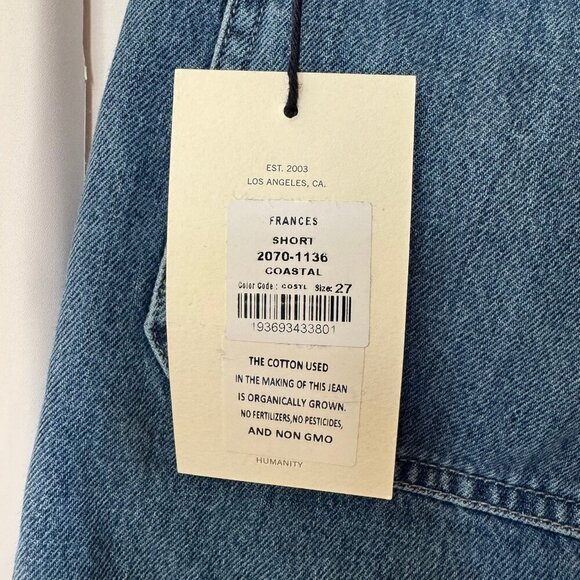 EST. 2003
LOS ANGELES, CA.
FRANCES
SHORT
2070-1136
COASTAL
Color Code : COSTL Size: 27
193693433801
THE COTTON USED
IN THE MAKING OF THIS JEAN
IS ORGANICALLY GROWN.
NO FERTILIZERS,NO PESTICIDES,
AND NON GMO
HUMANITY